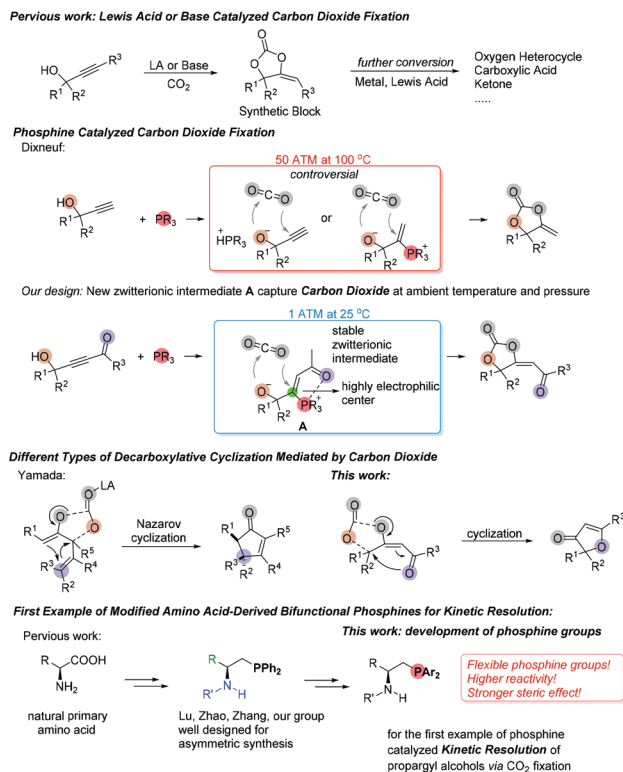 Pervious work: Lewis Acid or Base Catalyzed Carbon Dioxide Fixation
HO
R³
R¹ R²
LA or Base
CO₂
O
O O
R¹
R² R³
Synthetic Block
further conversion
Metal, Lewis Acid
Oxygen Heterocycle
Carboxylic Acid
Ketone
.....
Phosphine Catalyzed Carbon Dioxide Fixation
Dixneuf:
50 ATM at 100 °C
controversial
HO
R¹ R²
+ PR₃
O=C=O
+
HPR₃
O⁻
R¹ R²
or
O=C=O
O⁻
R¹ R²
PR₃⁺
O
O O
R¹
R²
Our design: New zwitterionic intermediate A capture Carbon Dioxide at ambient temperature and pressure
1 ATM at 25 °C
HO
R¹ R²
O
R³
+ PR₃
O=C=O
stable
zwitterionic
intermediate
O
highly electrophilic
center
O⁻
R¹ R²
PR₃⁺
A
O
O O
R¹
R²
R³
O
Different Types of Decarboxylative Cyclization Mediated by Carbon Dioxide
Yamada:
This work:
O–LA
O
O
R¹
R⁵
R³ R⁴
R²
Nazarov
cyclization
O
R¹ R⁵
R³ R⁴
R²
O
O O
R¹ R²
R³
O
cyclization
O
R³
O
R¹ R²
First Example of Modified Amino Acid-Derived Bifunctional Phosphines for Kinetic Resolution:
Pervious work:
This work: development of phosphine groups
R COOH
NH₂
natural primary
amino acid
R PPh₂
R' N H
Lu, Zhao, Zhang, our group
well designed for
asymmetric synthesis
R PAr₂
R' N H
Flexible phosphine groups!
Higher reactivity!
Stronger steric effect!
for the first example of phosphine
catalyzed Kinetic Resolution of
propargyl alcohols via CO₂ fixation